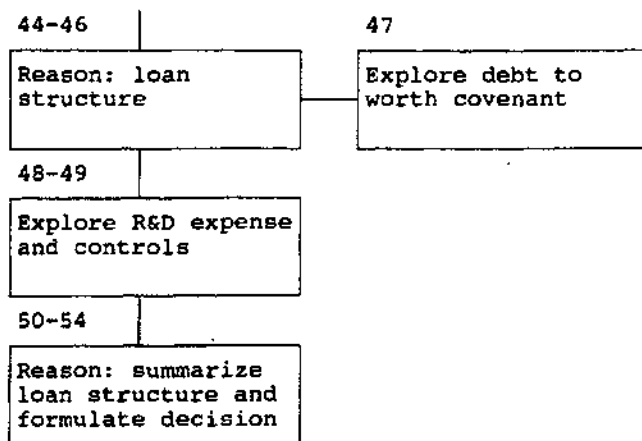 44-46
Reason: loan
structure
47
Explore debt to
worth covenant
48-49
Explore R&D expense
and controls
50-54
Reason: summarize
loan structure and
formulate decision